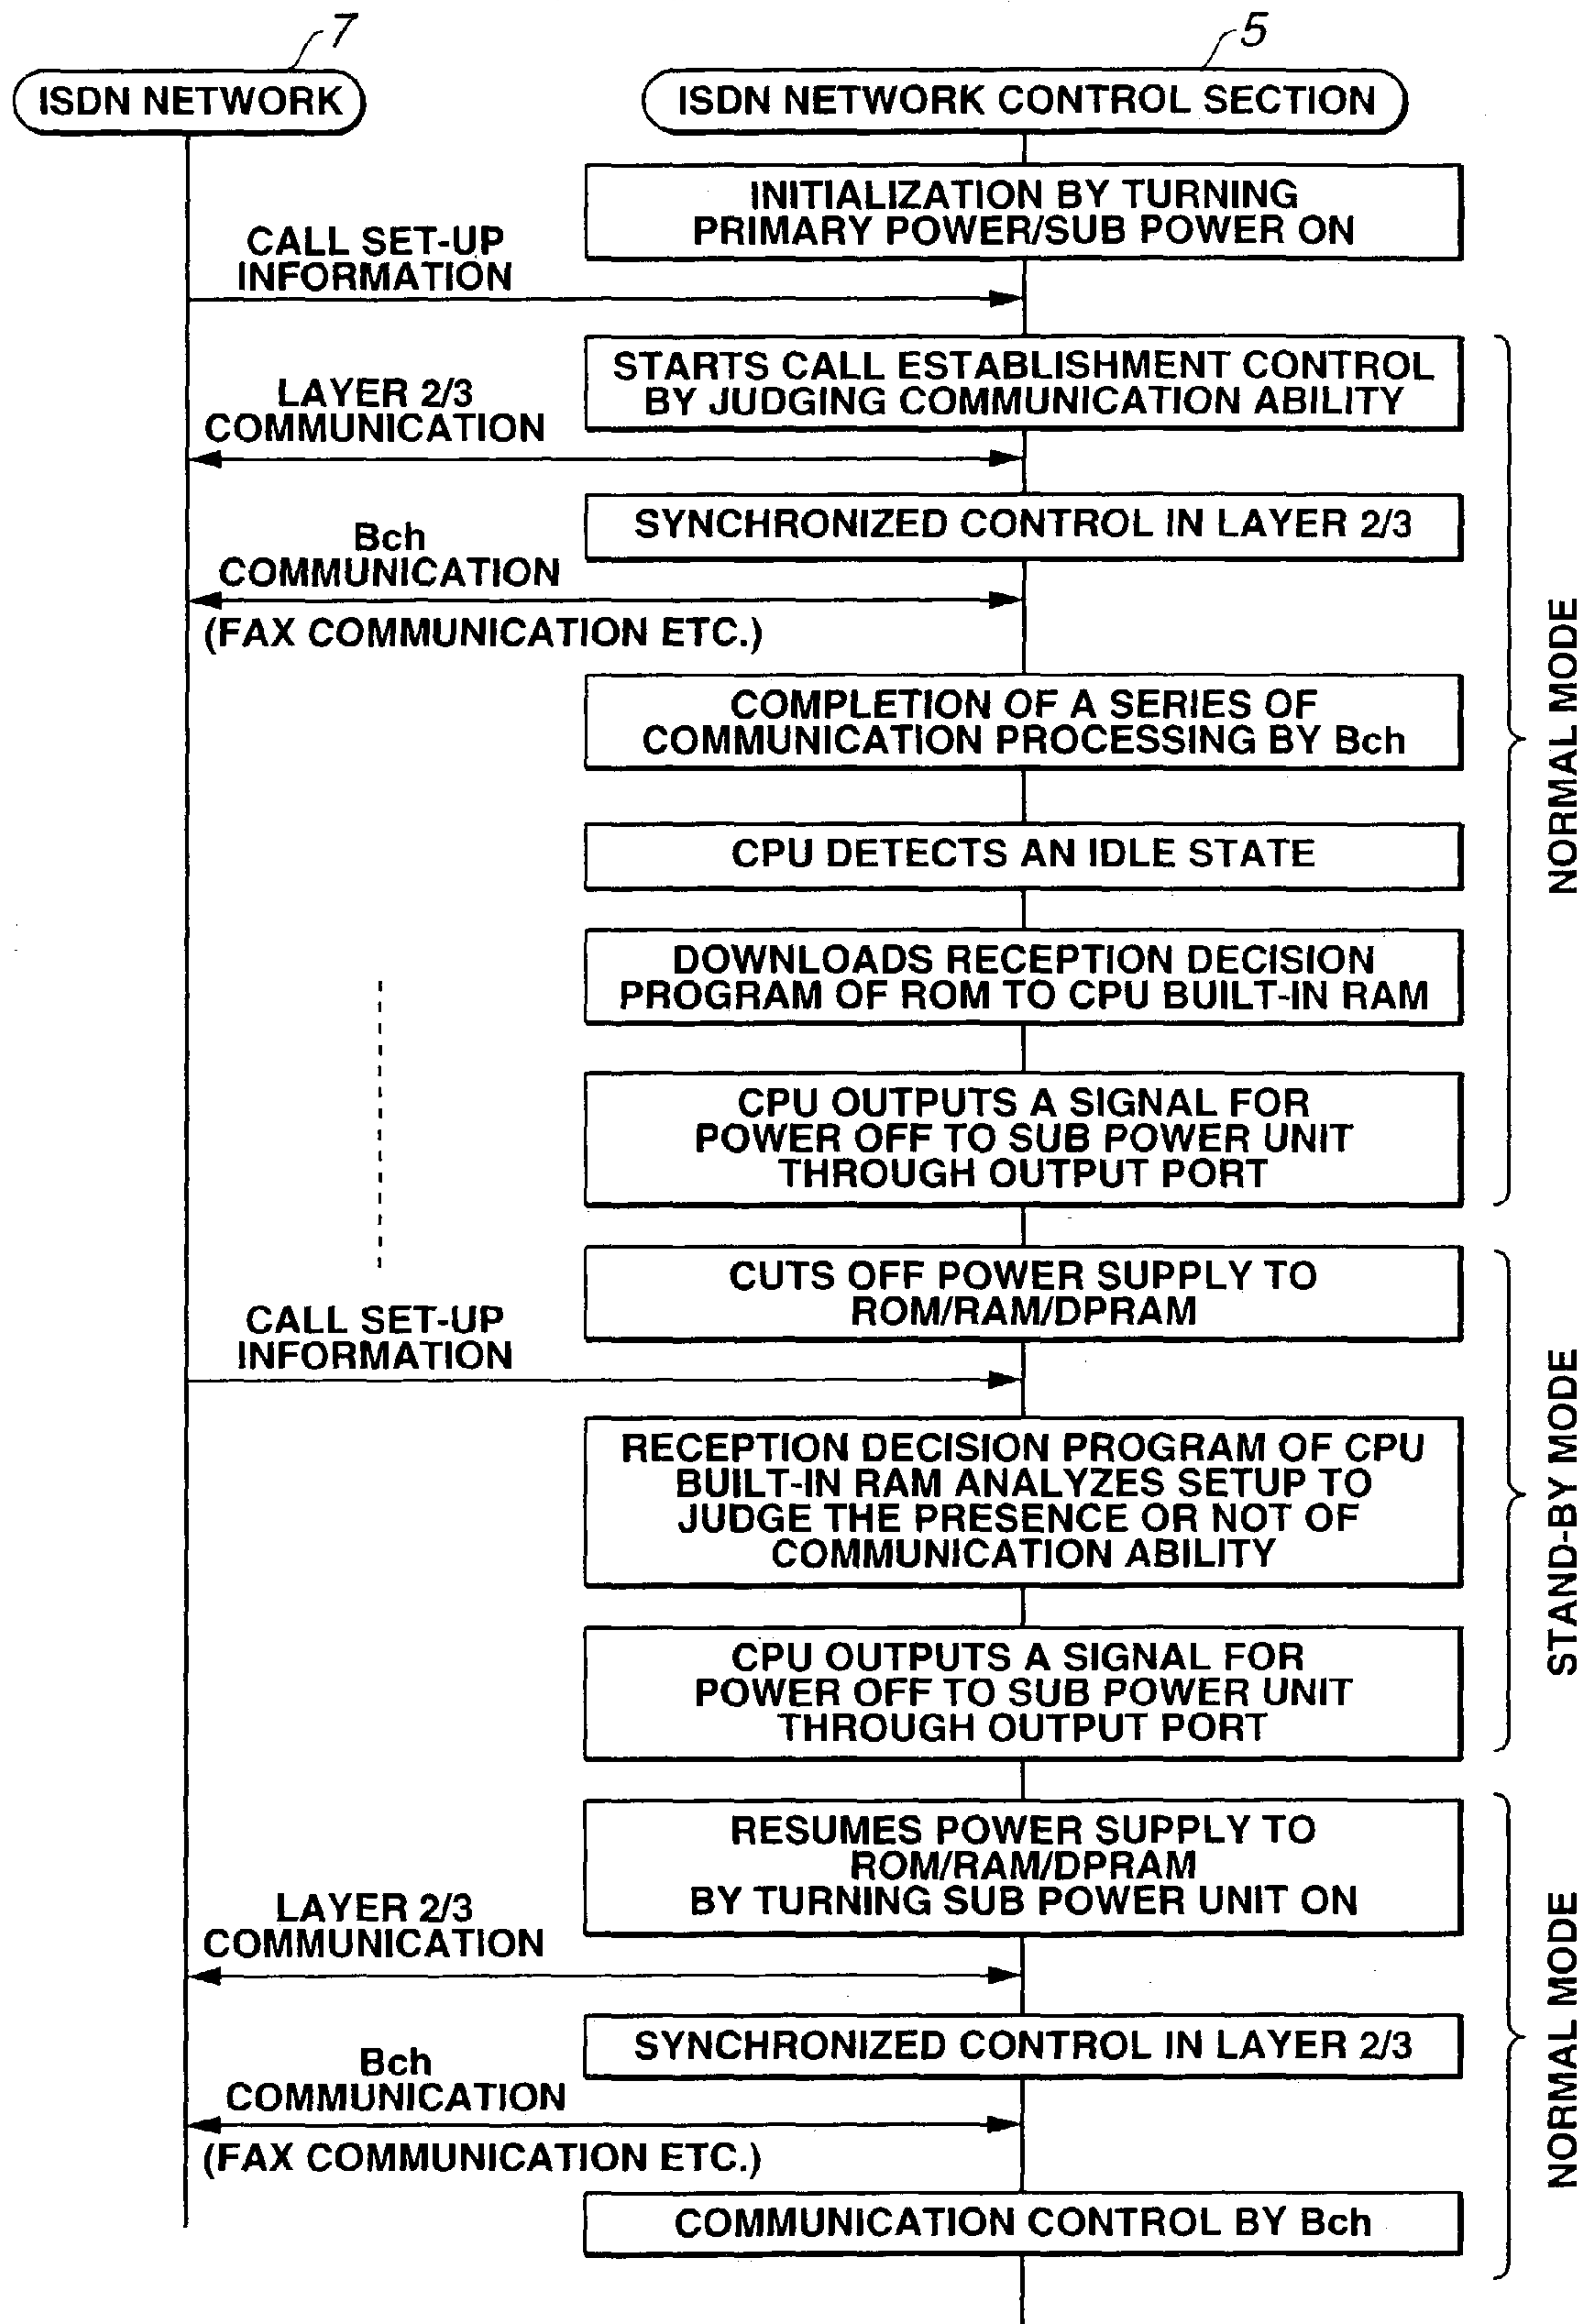 7
5
ISDN NETWORK
ISDN NETWORK CONTROL SECTION
INITIALIZATION BY TURNING
PRIMARY POWER/SUB POWER ON
CALL SET-UP
INFORMATION
STARTS CALL ESTABLISHMENT CONTROL
BY JUDGING COMMUNICATION ABILITY
LAYER 2/3
COMMUNICATION
SYNCHRONIZED CONTROL IN LAYER 2/3
Bch
COMMUNICATION
(FAX COMMUNICATION ETC.)
COMPLETION OF A SERIES OF
COMMUNICATION PROCESSING BY Bch
CPU DETECTS AN IDLE STATE
DOWNLOADS RECEPTION DECISION
PROGRAM OF ROM TO CPU BUILT-IN RAM
CPU OUTPUTS A SIGNAL FOR
POWER OFF TO SUB POWER UNIT
THROUGH OUTPUT PORT
NORMAL MODE
CUTS OFF POWER SUPPLY TO
ROM/RAM/DPRAM
CALL SET-UP
INFORMATION
RECEPTION DECISION PROGRAM OF CPU
BUILT-IN RAM ANALYZES SETUP TO
JUDGE THE PRESENCE OR NOT OF
COMMUNICATION ABILITY
CPU OUTPUTS A SIGNAL FOR
POWER OFF TO SUB POWER UNIT
THROUGH OUTPUT PORT
STAND-BY MODE
RESUMES POWER SUPPLY TO
ROM/RAM/DPRAM
BY TURNING SUB POWER UNIT ON
LAYER 2/3
COMMUNICATION
SYNCHRONIZED CONTROL IN LAYER 2/3
Bch
COMMUNICATION
(FAX COMMUNICATION ETC.)
COMMUNICATION CONTROL BY Bch
NORMAL MODE